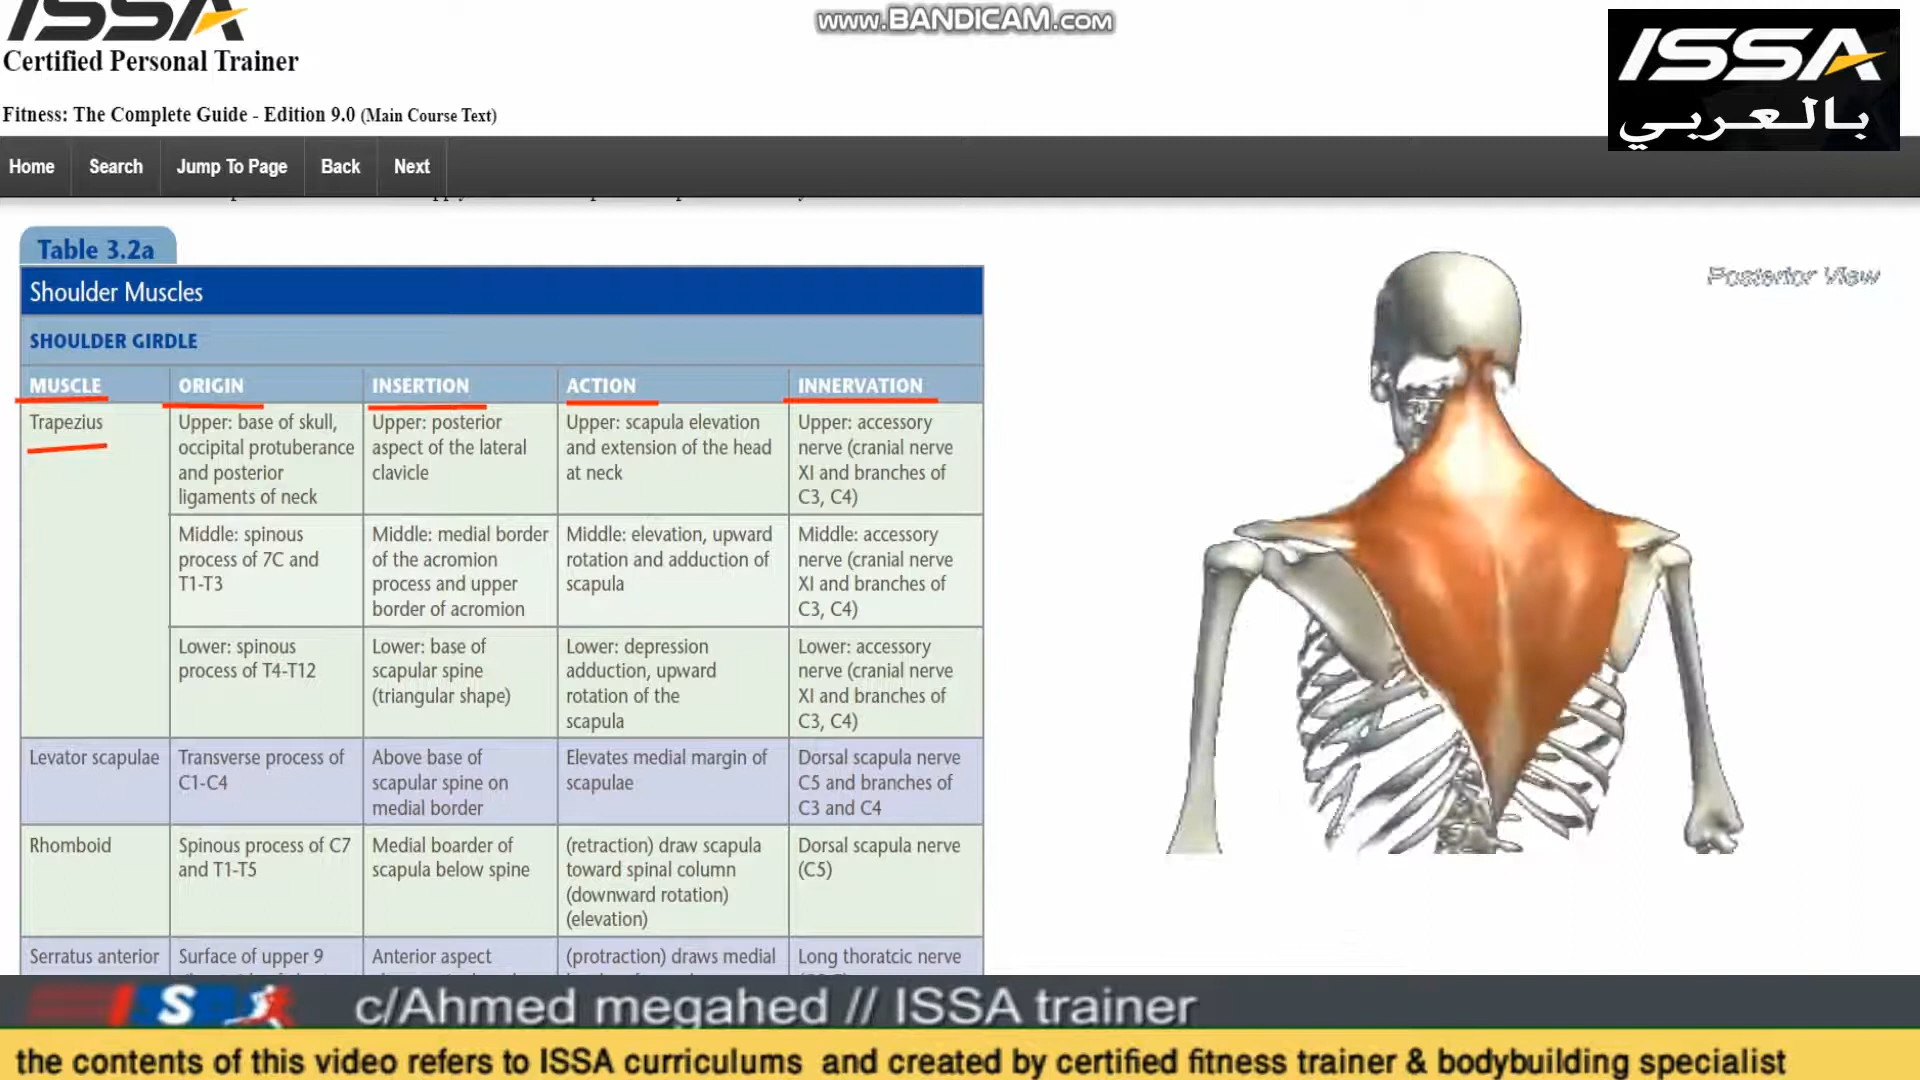 ISSA
www.BANDICAM.com
ISSA
بالعربي
Certified Personal Trainer
Fitness: The Complete Guide - Edition 9.0 (Main Course Text)
Home Search Jump To Page Back Next
Table 3.2a
Shoulder Muscles
SHOULDER GIRDLE
MUSCLE ORIGIN INSERTION ACTION INNERVATION
Trapezius
Upper: base of skull,
occipital protuberance
and posterior
ligaments of neck
Upper: posterior
aspect of the lateral
clavicle
Upper: scapula elevation
and extension of the head
at neck
Upper: accessory
nerve (cranial nerve
XI and branches of
C3, C4)
Middle: spinous
process of 7C and
T1-T3
Middle: medial border
of the acromion
process and upper
border of acromion
Middle: elevation, upward
rotation and adduction of
scapula
Middle: accessory
nerve (cranial nerve
XI and branches of
C3, C4)
Lower: spinous
process of T4-T12
Lower: base of
scapular spine
(triangular shape)
Lower: depression
adduction, upward
rotation of the
scapula
Lower: accessory
nerve (cranial nerve
XI and branches of
C3, C4)
Levator scapulae
Transverse process of
C1-C4
Above base of
scapular spine on
medial border
Elevates medial margin of
scapulae
Dorsal scapula nerve
C5 and branches of
C3 and C4
Rhomboid
Spinous process of C7
and T1-T5
Medial boarder of
scapula below spine
(retraction) draw scapula
toward spinal column
(downward rotation)
(elevation)
Dorsal scapula nerve
(C5)
Serratus anterior
Surface of upper 9
Anterior aspect
(protraction) draws medial
Long thoratcic nerve
Posterior View
c/Ahmed megahed // ISSA trainer
the contents of this video refers to ISSA curriculums and created by certified fitness trainer & bodybuilding specialist